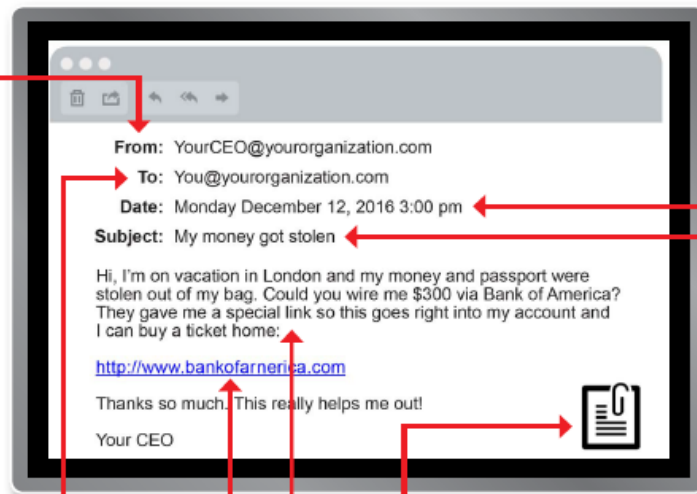 From: YourCEO@yourorganization.com
To: You@yourorganization.com
Date: Monday December 12, 2016 3:00 pm
Subject: My money got stolen
Hi, I'm on vacation in London and my money and passport were
stolen out of my bag. Could you wire me $300 via Bank of America?
They gave me a special link so this goes right into my account and
I can buy a ticket home:
http://www.bankofarnerica.com
Thanks so much. This really helps me out!
Your CEO